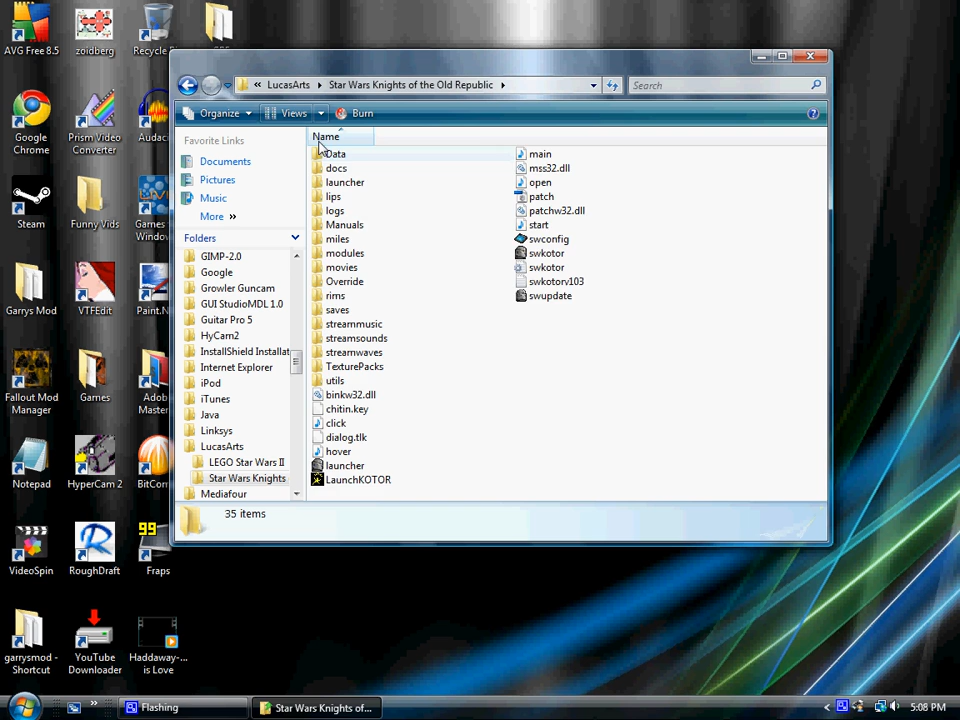 AVG Free 8.5
zoidberg
Google Chrome
Prism Video Converter
Steam
Funny Vids
Games
Garrys Mod
VTFEdit
Paint.N
Fallout Mod Manager
Games
Adob
Master
Notepad
HyperCam 2
BitCom
VideoSpin
RoughDraft
99
Fraps
garrysmod - Shortcut
YouTube Downloader
Haddaway-... is Love
« LucasArts Star Wars Knights of the Old Republic
Search
Organize
Views
Burn
Favorite Links
Documents
Pictures
Music
More »
Folders
GIMP-2.0
Google
Growler Guncam
GUI StudioMDL 1.0
Guitar Pro 5
HyCam2
InstallShield Installat
Internet Explorer
iPod
iTunes
Java
Linksys
LucasArts
LEGO Star Wars II
Star Wars Knights
Mediafour
Name
Data
docs
launcher
lips
logs
Manuals
miles
modules
movies
Override
rims
saves
streammusic
streamsounds
streamwaves
TexturePacks
utils
binkw32.dll
chitin.key
click
dialog.tlk
hover
launcher
LaunchKOTOR
main
mss32.dll
open
patch
patchw32.dll
start
swconfig
swkotor
swkotor
swkotorv103
swupdate
35 items
Flashing
Star Wars Knights of...
5:08 PM